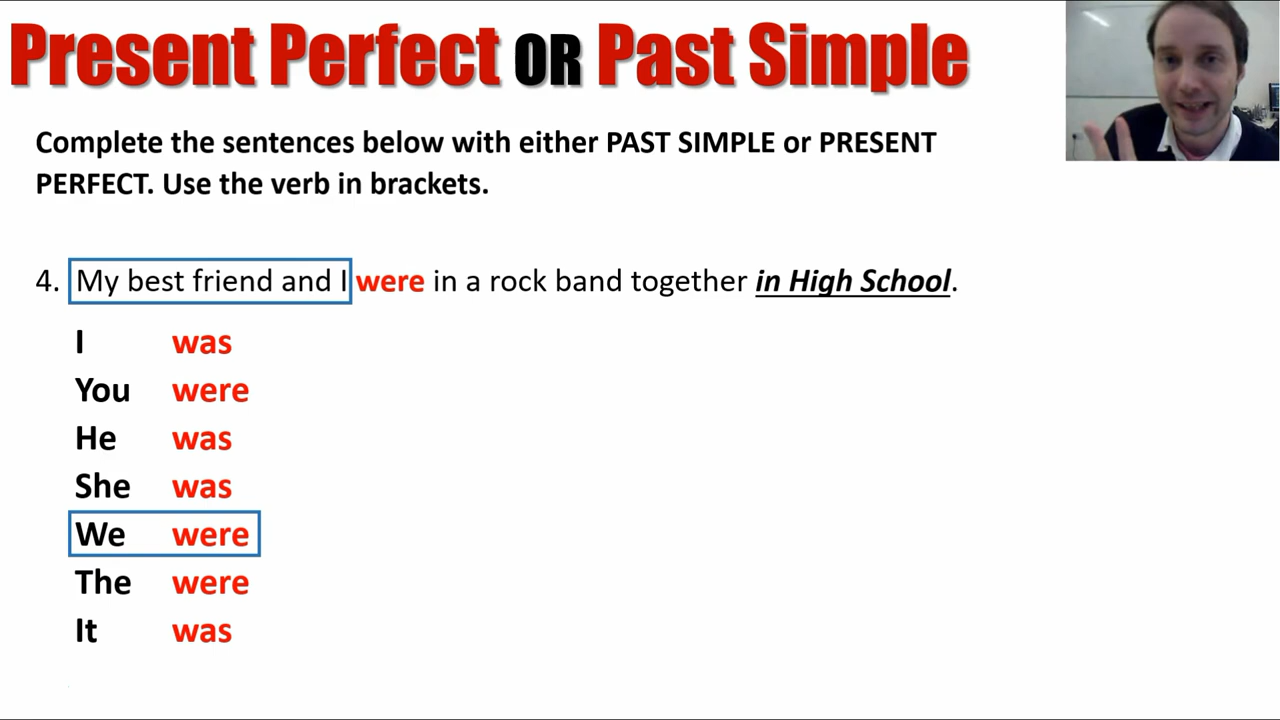 Present Perfect OR Past Simple
Complete the sentences below with either PAST SIMPLE or PRESENT
PERFECT. Use the verb in brackets.
4. My best friend and I were in a rock band together in High School.
I was
You were
He was
She was
We were
The were
It was